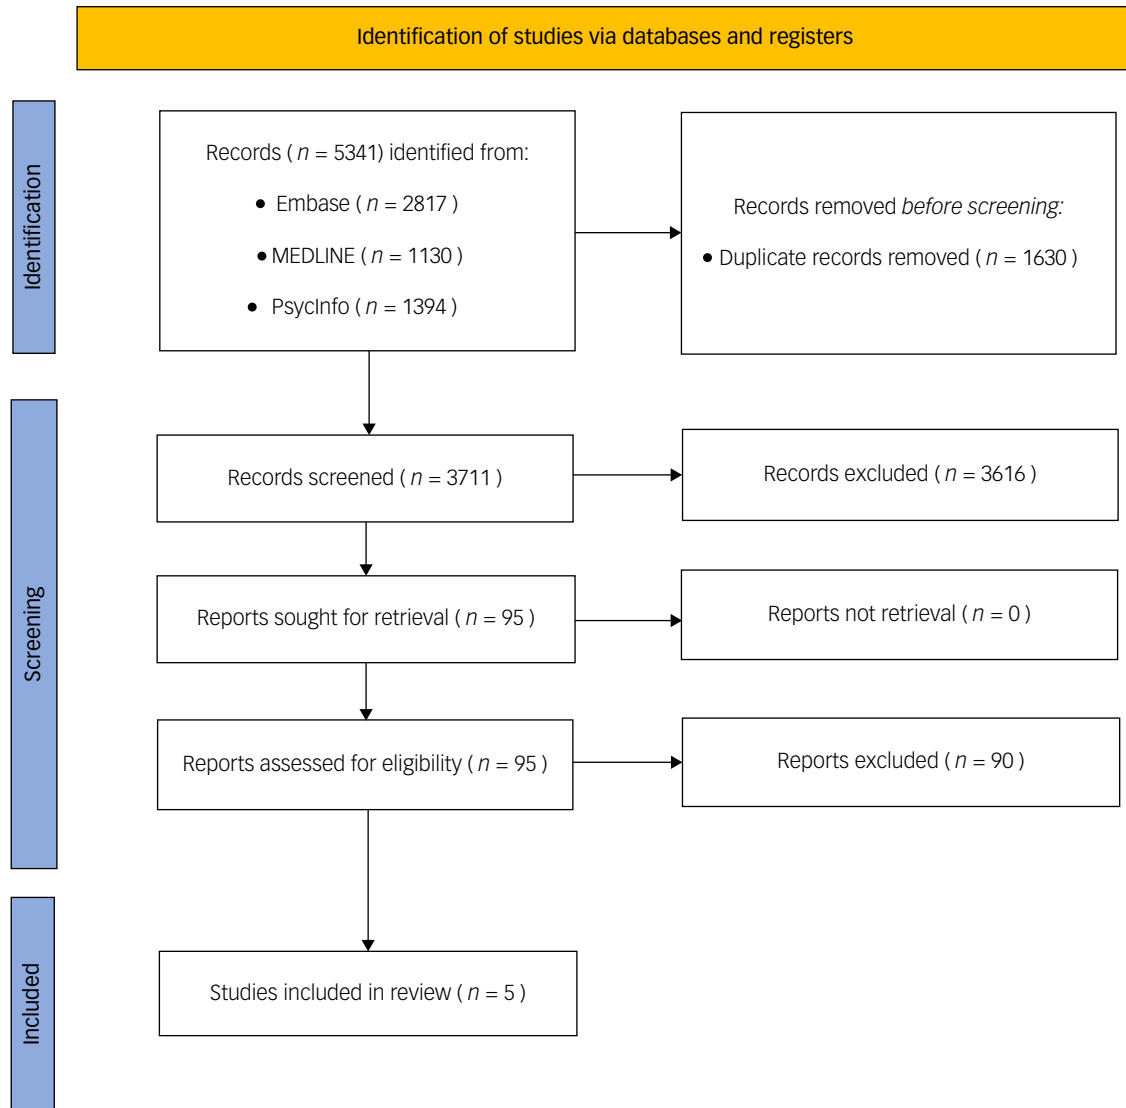 Identification of studies via databases and registers
Identification
Records (n = 5341) identified from:
• Embase (n = 2817)
• MEDLINE (n = 1130)
• PsycInfo (n = 1394)
Records removed before screening:
• Duplicate records removed (n = 1630)
Screening
Records screened (n = 3711)
Records excluded (n = 3616)
Reports sought for retrieval (n = 95)
Reports not retrieval (n = 0)
Reports assessed for eligibility (n = 95)
Reports excluded (n = 90)
Included
Studies included in review (n = 5)